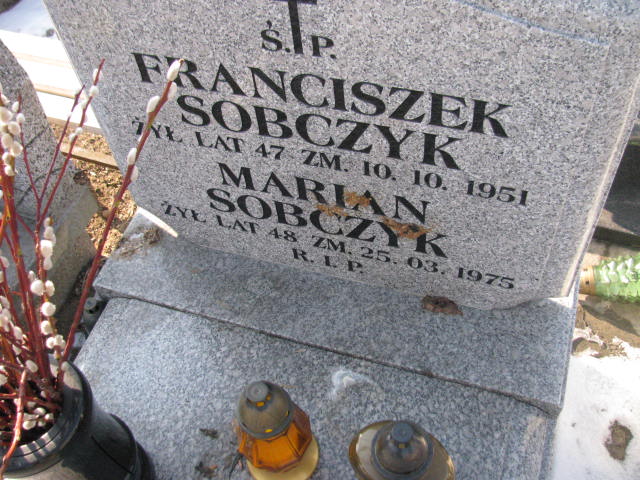 Ś. P.
FRANCISZEK
SOBCZYK
ŻYŁ LAT 47 ZM. 10. 10. 1951
MARIAN
SOBCZYK
ŻYŁ LAT 48 ZM. 25. 03. 1975
R. I. P.